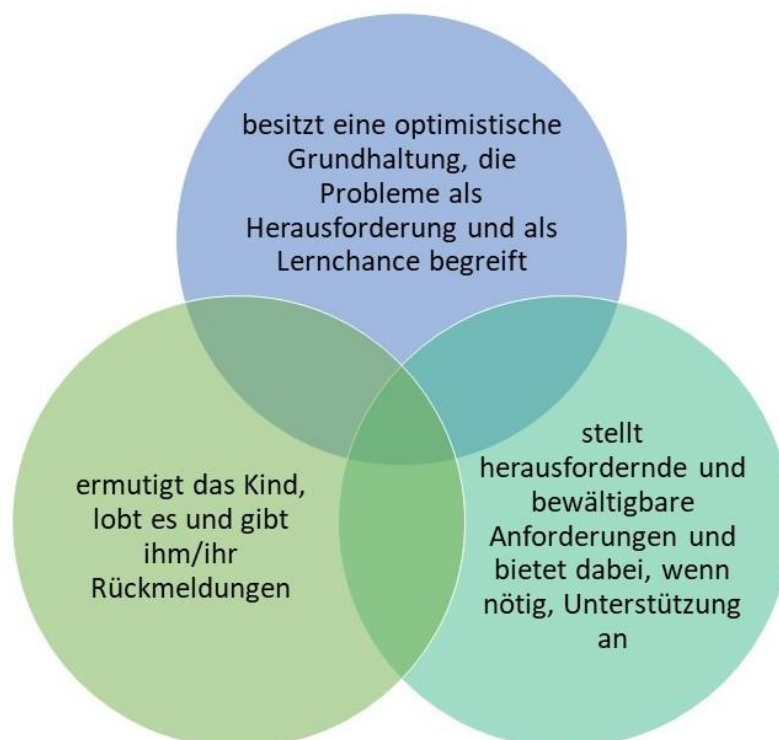 besitzt eine optimistische
Grundhaltung, die
Probleme als
Herausforderung und als
Lernchance begreift
ermutigt das Kind,
lobt es und gibt
ihm/ihr
Rückmeldungen
stellt
herausfordernde und
bewältigbare
Anforderungen und
bietet dabei, wenn
nötig, Unterstützung
an